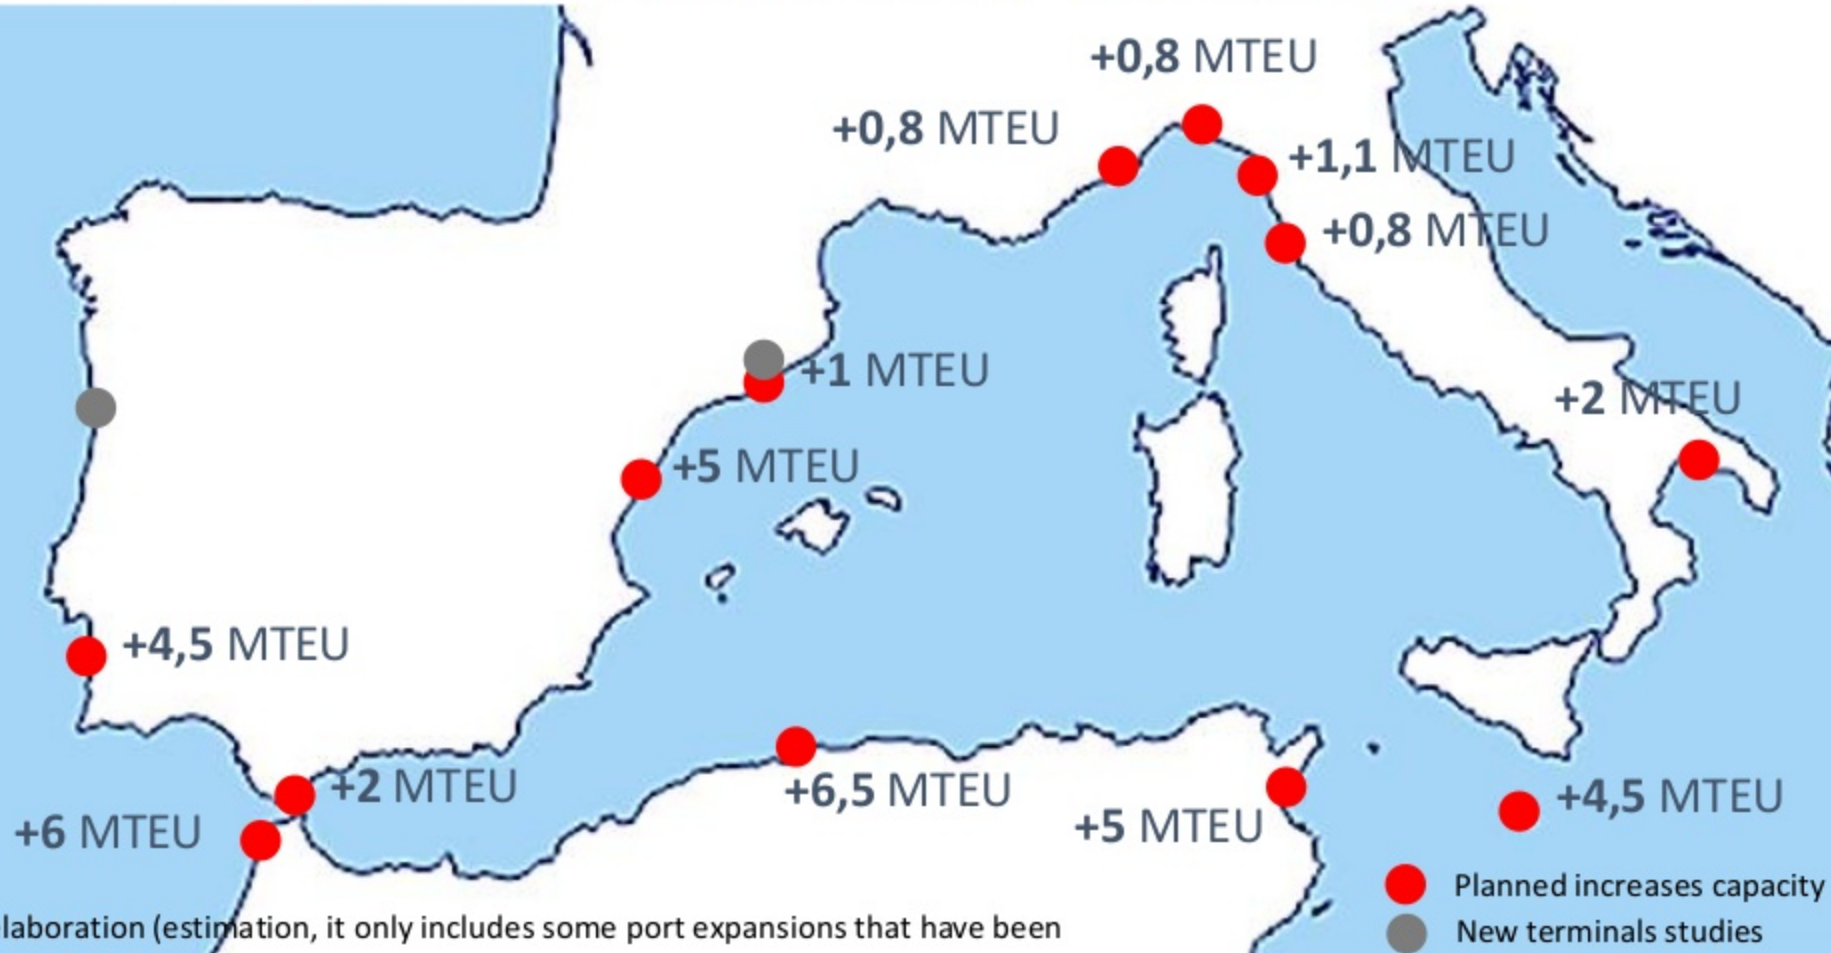 +0,8 MTEU
+0,8 MTEU
+1,1 MTEU
+0,8 MTEU
+1 MTEU
+2 MTEU
+5 MTEU
+4,5 MTEU
+2 MTEU
+6,5 MTEU
+4,5 MTEU
+6 MTEU
+5 MTEU
Planned increases capacity
laboration (estimation, it only includes some port expansions that have been
New terminals studies